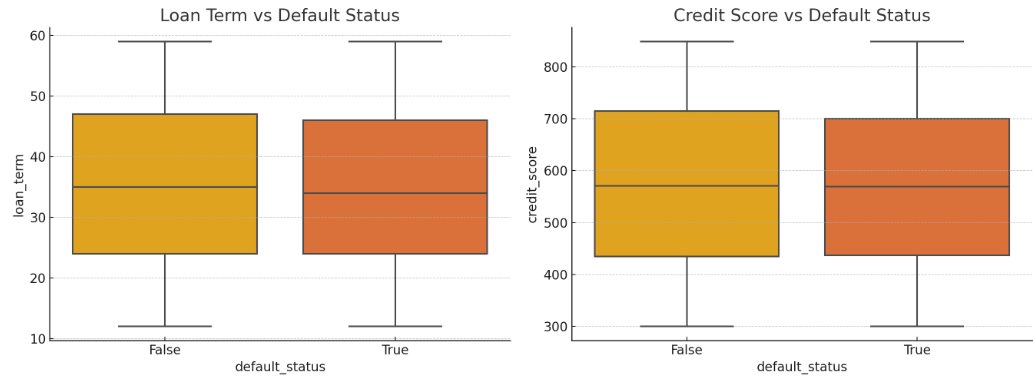 Loan Term vs Default Status
60
50
40
30
20
10
loan_term
False
True
default_status
Credit Score vs Default Status
800
700
600
500
400
300
credit_score
False
True
default_status